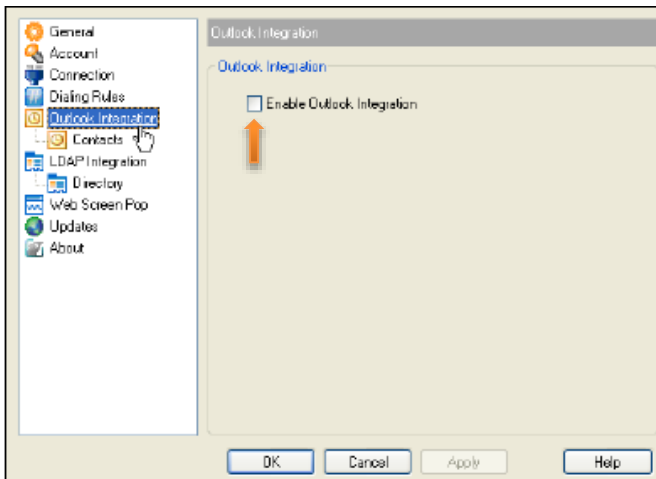 General
Account
Connection
Dialing Rules
Outlook Integration
Contacts
LDAP Integration
Directory
Web Screen Pop
Updates
About
Outlook Integration
Outlook Integration
Enable Outlook Integration
OK
Cancel
Apply
Help